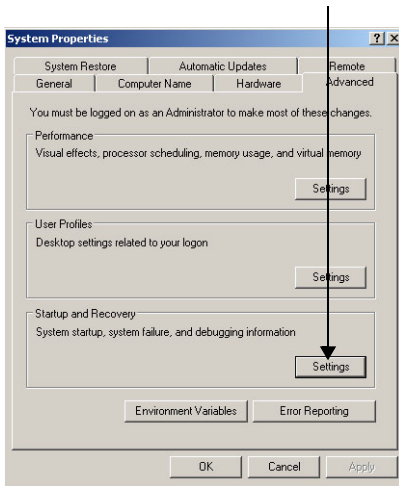 System Properties
System Restore Automatic Updates Remote
General Computer Name Hardware Advanced
You must be logged on as an Administrator to make most of these changes.
Performance
Visual effects, processor scheduling, memory usage, and virtual memory
Settings
User Profiles
Desktop settings related to your logon
Settings
Startup and Recovery
System startup, system failure, and debugging information
Settings
Environment Variables Error Reporting
OK Cancel Apply